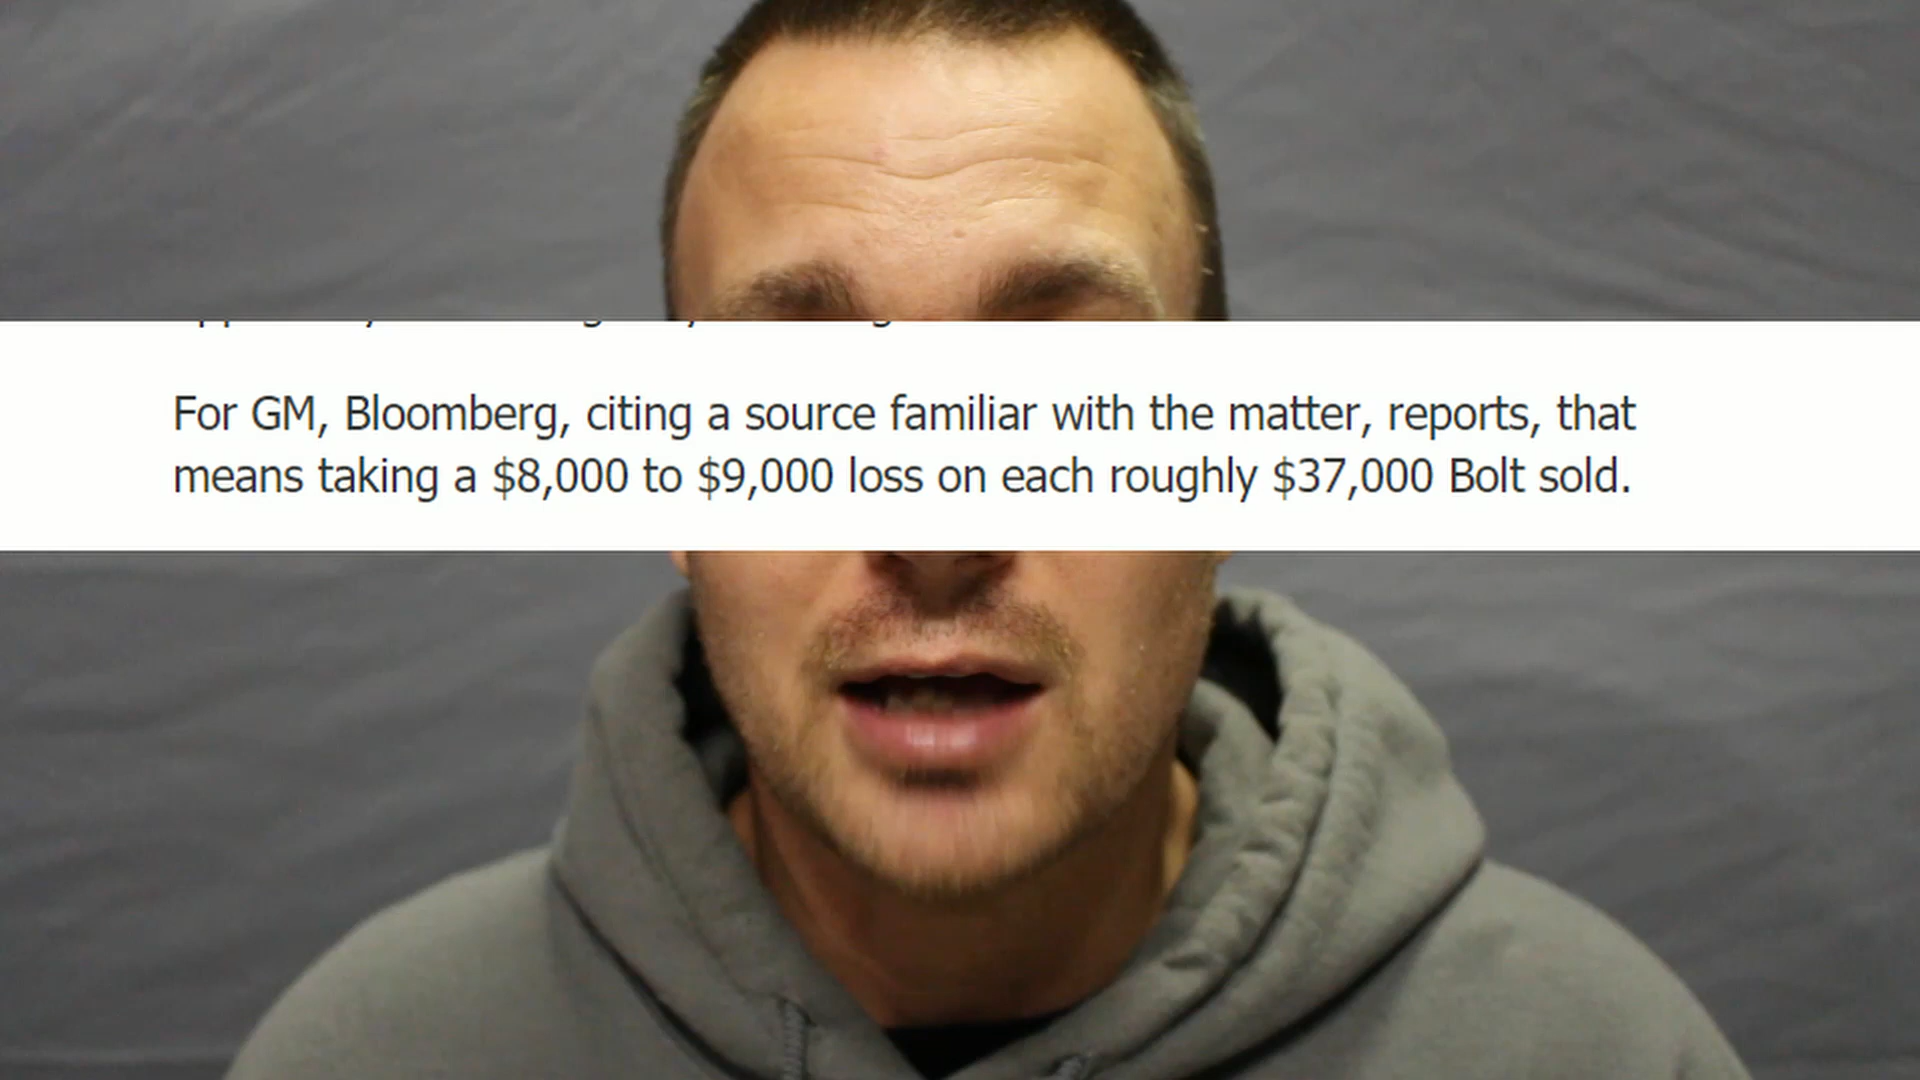 For GM, Bloomberg, citing a source familiar with the matter, reports, that
means taking a $8,000 to $9,000 loss on each roughly $37,000 Bolt sold.